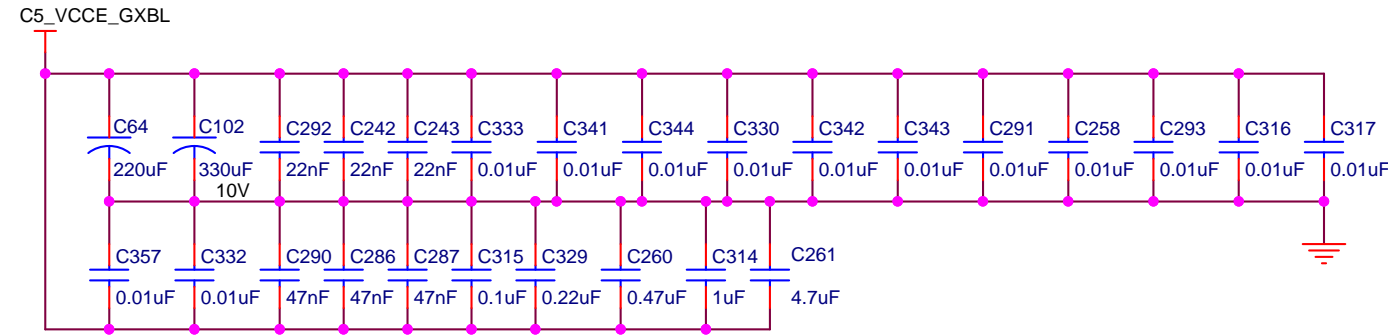 C5_VCCE_GXBL
C64 C102 C292 C242 C243 C333 C341 C344 C330 C342 C343 C291 C258 C293 C316 C317
220uF 330uF 22nF 22nF 22nF 0.01uF 0.01uF 0.01uF 0.01uF 0.01uF 0.01uF 0.01uF 0.01uF 0.01uF 0.01uF 0.01uF
10V
C357 C332 C290 C286 C287 C315 C329 C260 C314 C261
0.01uF 0.01uF 47nF 47nF 47nF 0.1uF 0.22uF 0.47uF 1uF 4.7uF